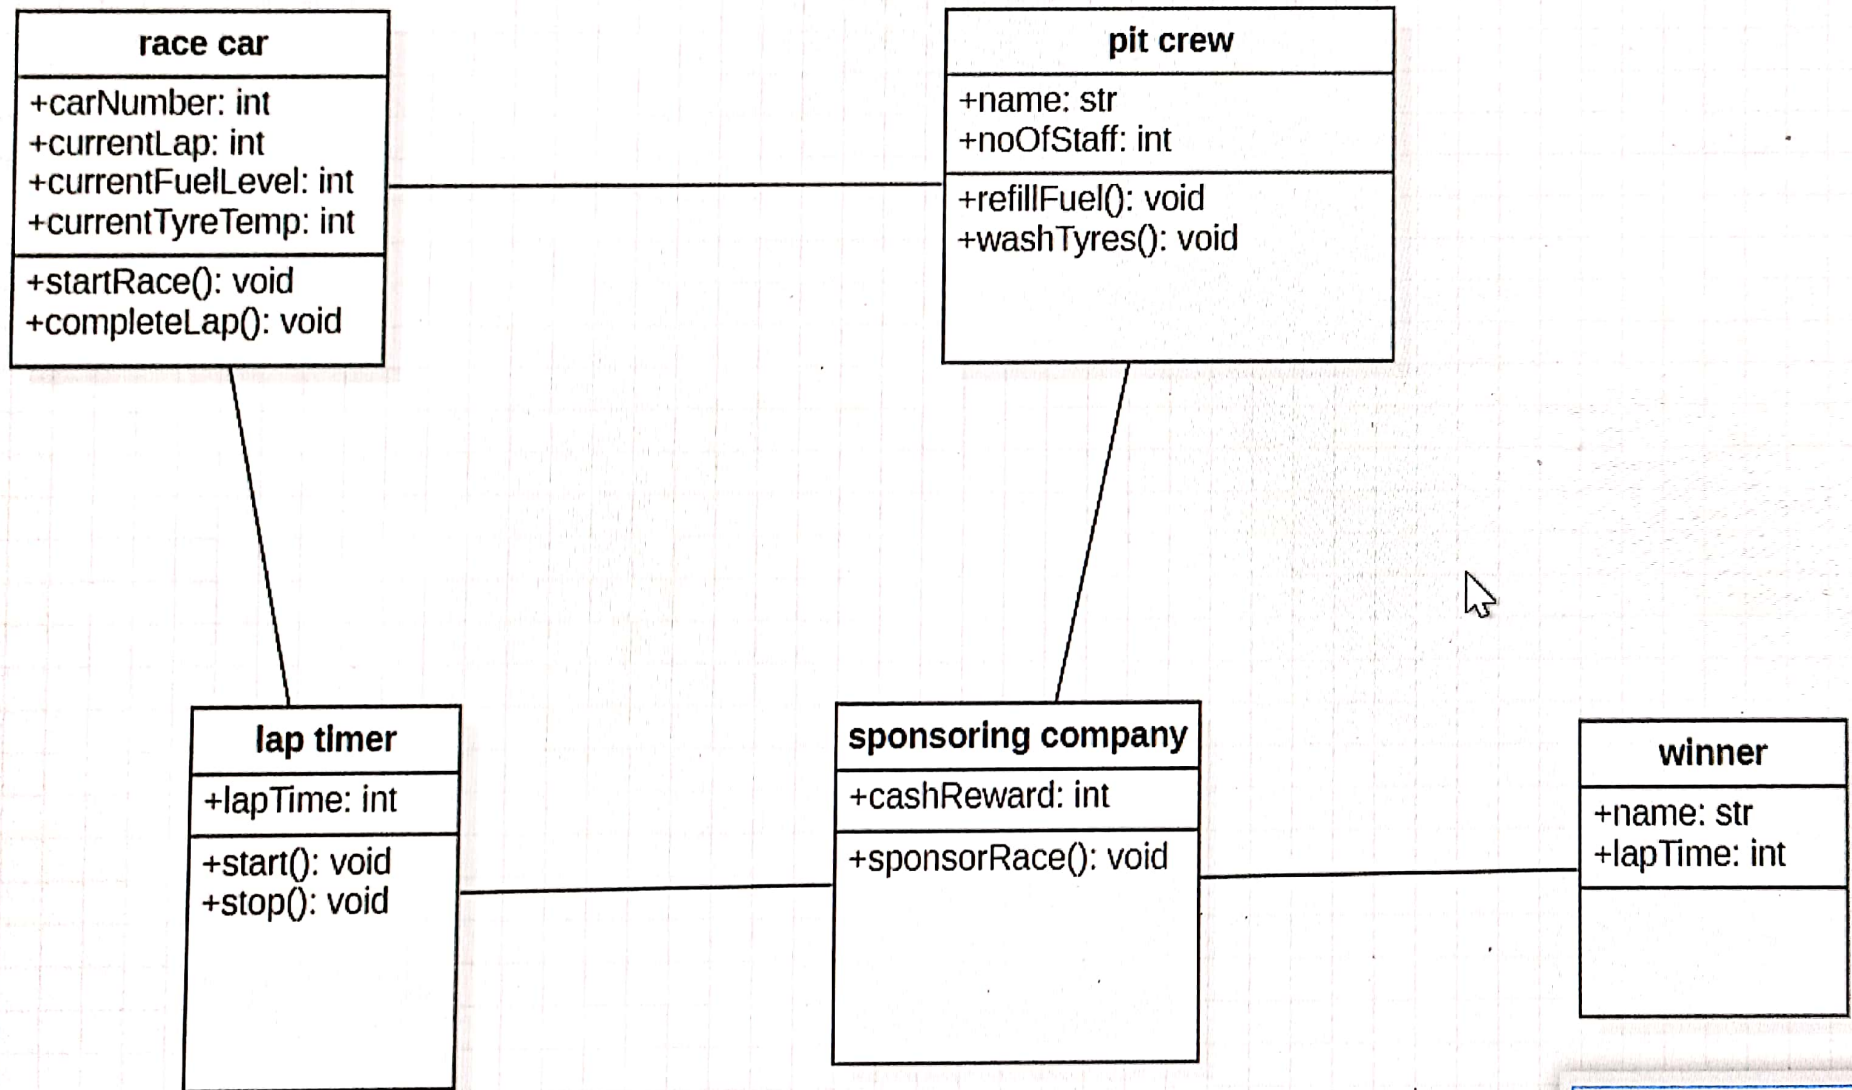 race car
+carNumber: int
+currentLap: int
+currentFuelLevel: int
+currentTyreTemp: int
+startRace(): void
+completeLap(): void
pit crew
+name: str
+noOfStaff: int
+refillFuel(): void
+washTyres(): void
lap timer
+lapTime: int
+start(): void
+stop(): void
sponsoring company
+cashReward: int
+sponsorRace(): void
winner
+name: str
+lapTime: int